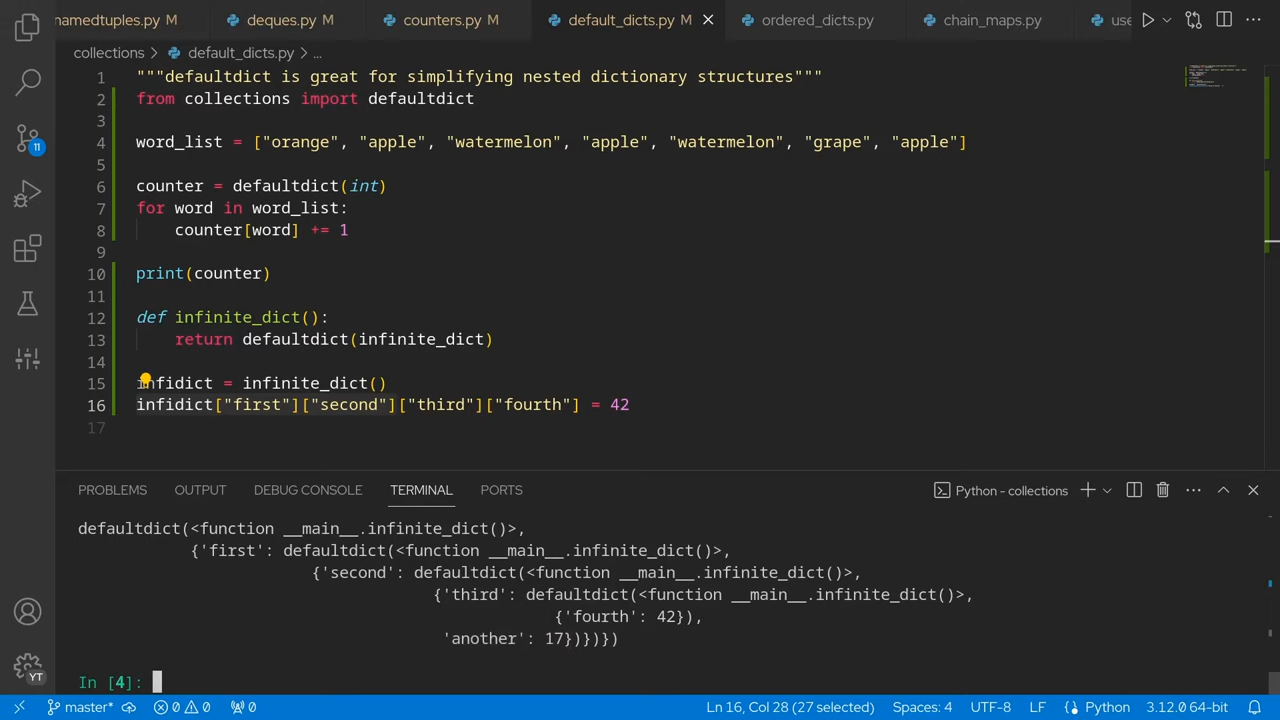 namedtuples.py M deques.py M counters.py M default_dicts.py M ordered_dicts.py chain_maps.py use
collections > default_dicts.py > ...
1 """defaultdict is great for simplifying nested dictionary structures"""
2 from collections import defaultdict
3
4 word_list = ["orange", "apple", "watermelon", "apple", "watermelon", "grape", "apple"]
5
6 counter = defaultdict(int)
7 for word in word_list:
8 counter[word] += 1
9
10 print(counter)
11
12 def infinite_dict():
13 return defaultdict(infinite_dict)
14
15 infidict = infinite_dict()
16 infidict["first"]["second"]["third"]["fourth"] = 42
17
11
PROBLEMS OUTPUT DEBUG CONSOLE TERMINAL PORTS Python - collections
defaultdict(<function __main__.infinite_dict()>,
{'first': defaultdict(<function __main__.infinite_dict()>,
{'second': defaultdict(<function __main__.infinite_dict()>,
{'third': defaultdict(<function __main__.infinite_dict()>,
{'fourth': 42}),
'another': 17})})})
In [4]:
YT
master* 0 0 0 Ln 16, Col 28 (27 selected) Spaces: 4 UTF-8 LF Python 3.12.0 64-bit